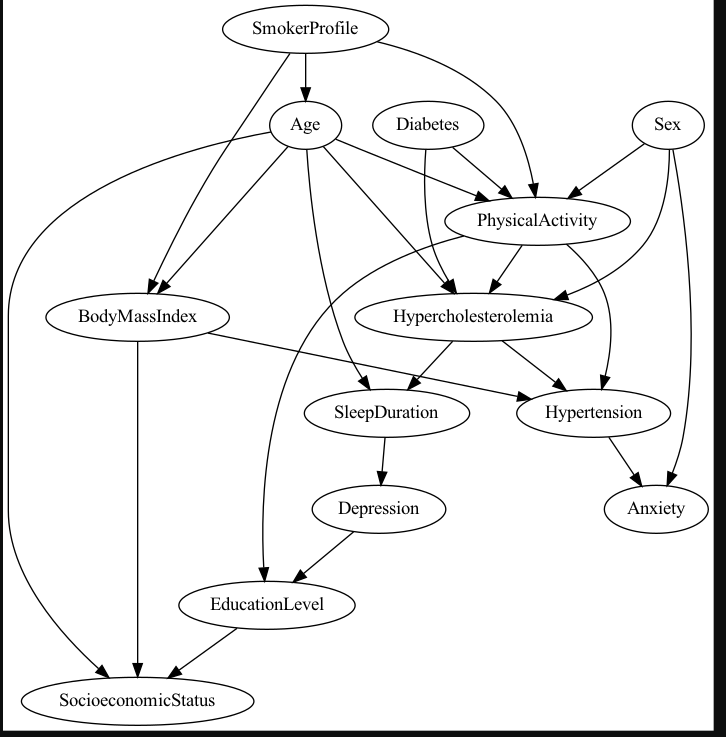 SmokerProfile
Age
Diabetes
Sex
PhysicalActivity
BodyMassIndex
Hypercholesterolemia
SleepDuration
Hypertension
Depression
Anxiety
EducationLevel
SocioeconomicStatus